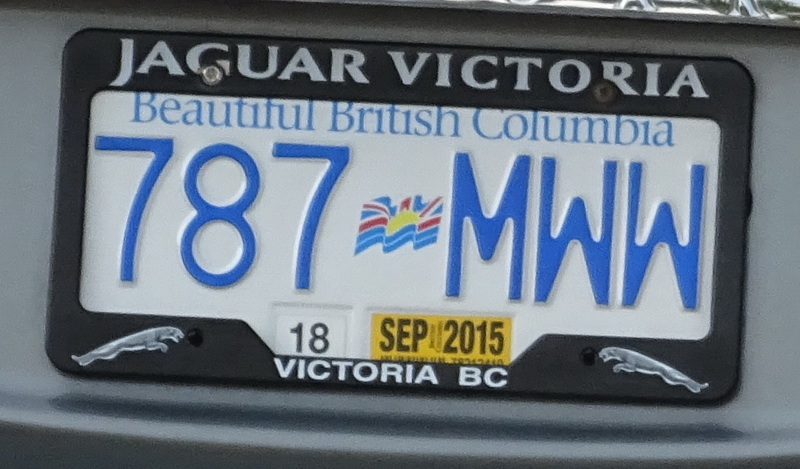 JAGUAR VICTORIA
Beautiful British Columbia
787 MWW
18 SEP 2015
VICTORIA BC